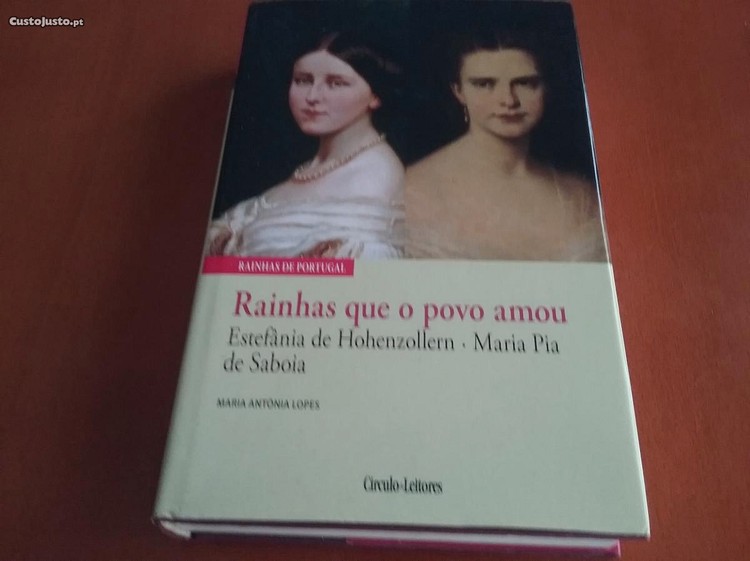 CustoJusto.pt
RAINHAS DE PORTUGAL
Rainhas que o povo amou
Estefânia de Hohenzollern · Maria Pia
de Saboia
MARIA ANTÓNIA LOPES
Círculo de Leitores